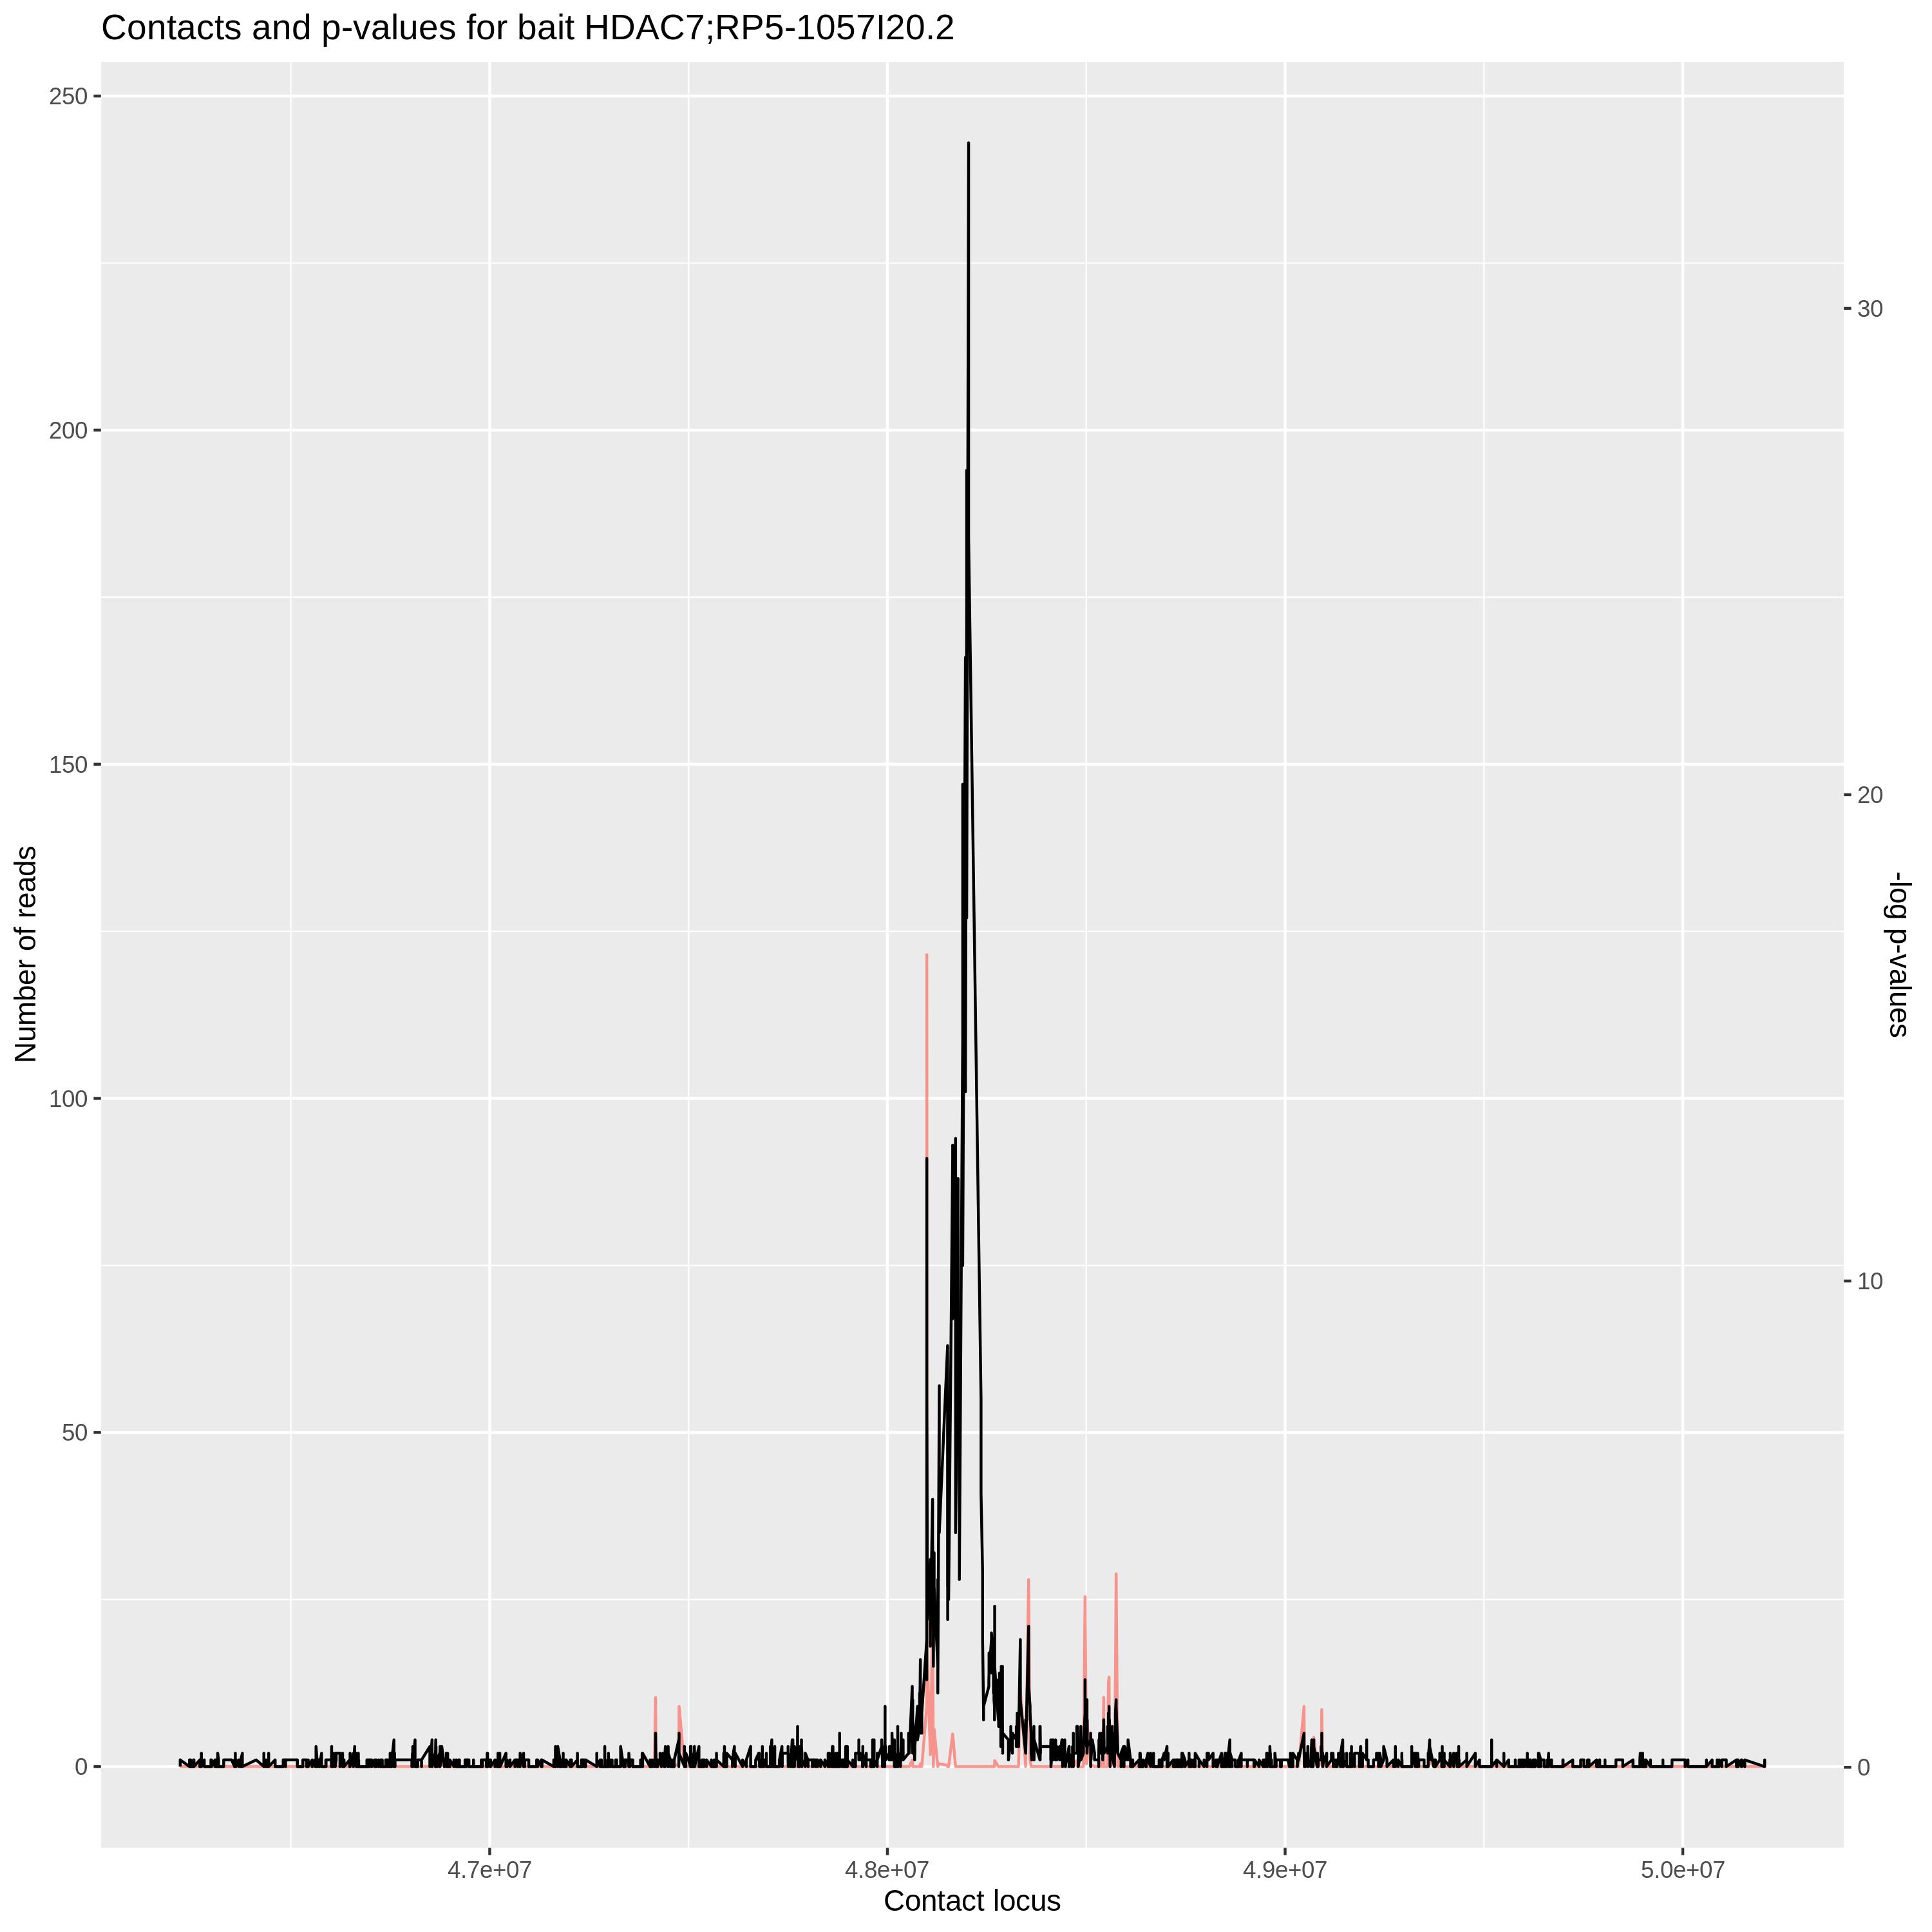 Contacts and p-values for bait HDAC7;RP5-1057I20.2
250
200
150
100
50
0
Number of reads
30
20
10
0
-log p-values
4.7e+07
4.8e+07
4.9e+07
5.0e+07
Contact locus